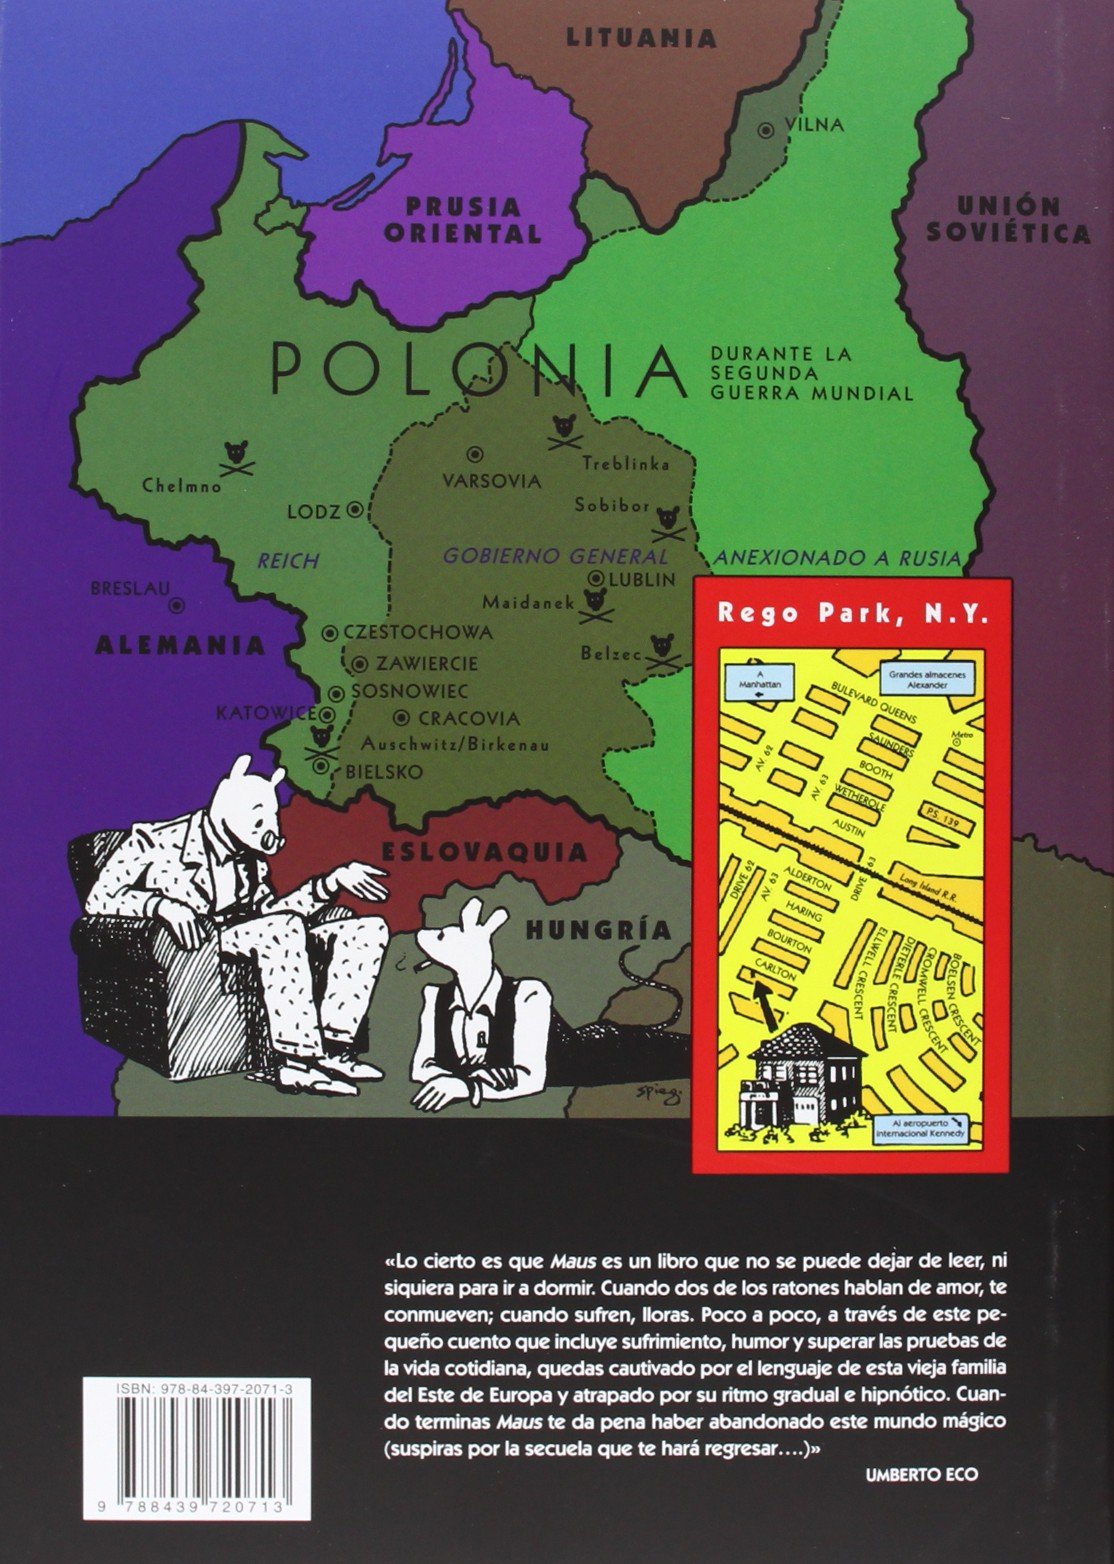 LITUANIA
VILNA
PRUSIA
ORIENTAL
UNIÓN
SOVIÉTICA
POLONIA
DURANTE LA
SEGUNDA
GUERRA MUNDIAL
Chelmno
LODZ
VARSOVIA
Treblinka
Sobibor
REICH
GOBIERNO GENERAL
ANEXIONADO A RUSIA
BRESLAU
LUBLIN
Maidanek
ALEMANIA
CZESTOCHOWA
Belzec
ZAWIERCIE
SOSNOWIEC
KATOWICE
CRACOVIA
Auschwitz/Birkenau
BIELSKO
ESLOVAQUIA
HUNGRÍA
spiegl
Rego Park, N.Y.
A
Manhattan
Grandes almacenes
Alexander
BULEVARD QUEENS
SAUNDERS
Metro
AV. 62
BOOTH
AV. 63
WETHEROLE
P.S. 139
AUSTIN
DRIVE 62
AV. 63
ALDERTON
DRIVE 63
Long Island R.R.
HARING
BOURTON
CARLTON
ELLWELL CRESCENT
DIETERLE CRESCENT
CROMWELL CRESCENT
BOELSEN CRESCENT
Al aeropuerto
internacional Kennedy
«Lo cierto es que Maus es un libro que no se puede dejar de leer, ni
siquiera para ir a dormir. Cuando dos de los ratones hablan de amor, te
conmueven; cuando sufren, lloras. Poco a poco, a través de este pe-
queño cuento que incluye sufrimiento, humor y superar las pruebas de
la vida cotidiana, quedas cautivado por el lenguaje de esta vieja familia
del Este de Europa y atrapado por su ritmo gradual e hipnótico. Cuan-
do terminas Maus te da pena haber abandonado este mundo mágico
(suspiras por la secuela que te hará regresar....)»
UMBERTO ECO
ISBN: 978-84-397-2071-3
9 788439 720713